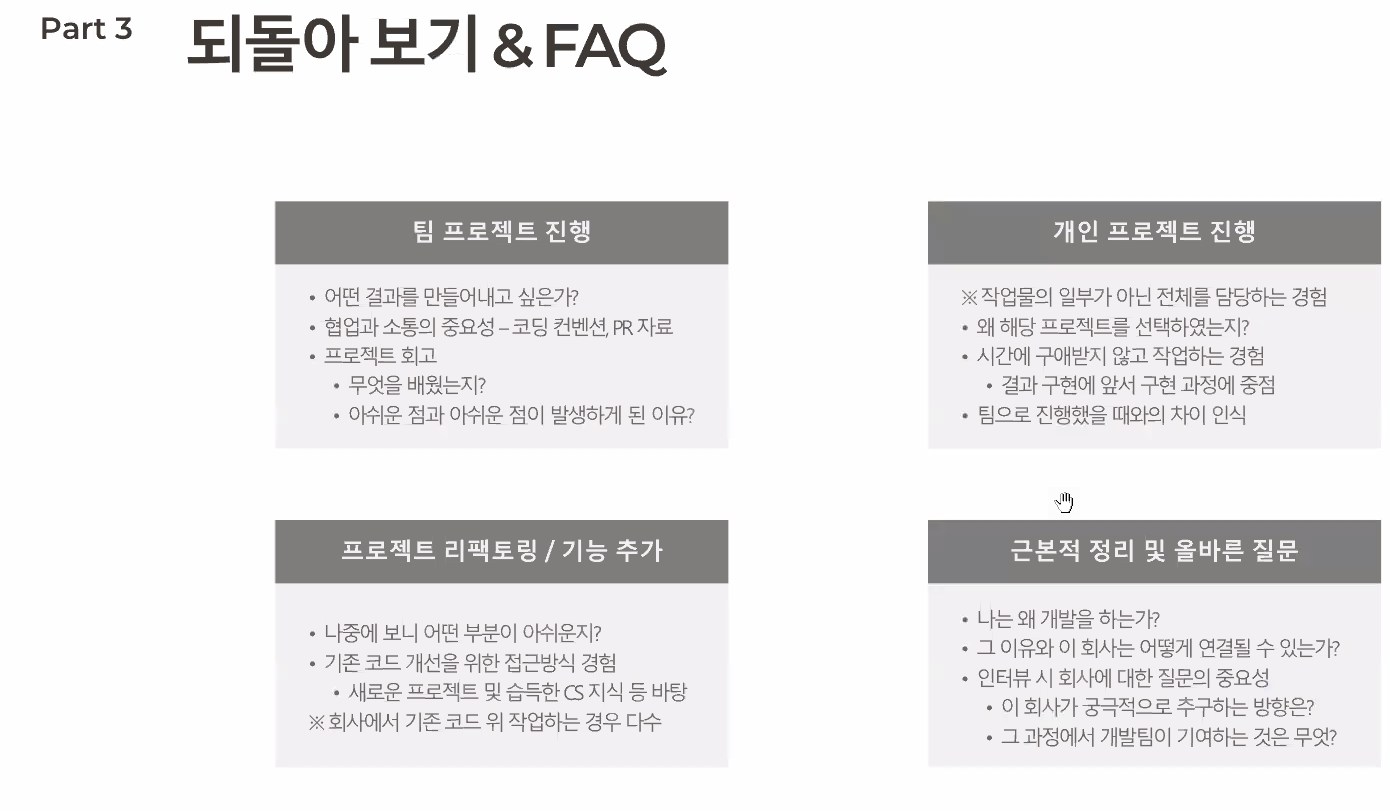 Part 3
되돌아 보기 & FAQ
팀 프로젝트 진행
• 어떤 결과를 만들어내고 싶은가?
• 협업과 소통의 중요성 – 코딩 컨벤션, PR 자료
• 프로젝트 회고
• 무엇을 배웠는지?
• 아쉬운 점과 아쉬운 점이 발생하게 된 이유?
개인 프로젝트 진행
※ 작업물의 일부가 아닌 전체를 담당하는 경험
• 왜 해당 프로젝트를 선택하였는지?
• 시간에 구애받지 않고 작업하는 경험
• 결과 구현에 앞서 구현 과정에 중점
• 팀으로 진행했을 때와의 차이 인식
프로젝트 리팩토링 / 기능 추가
• 나중에 보니 어떤 부분이 아쉬운지?
• 기존 코드 개선을 위한 접근방식 경험
• 새로운 프로젝트 및 습득한 CS 지식 등 바탕
※ 회사에서 기존 코드 위 작업하는 경우 다수
근본적 정리 및 올바른 질문
• 나는 왜 개발을 하는가?
• 그 이유와 이 회사는 어떻게 연결될 수 있는가?
• 인터뷰 시 회사에 대한 질문의 중요성
• 이 회사가 궁극적으로 추구하는 방향은?
• 그 과정에서 개발팀이 기여하는 것은 무엇?